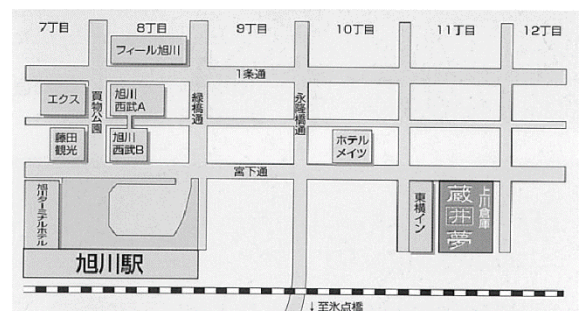 7丁目
8丁目
9丁目
10丁目
11丁目
12丁目
フィール旭川
1条通
エクス
買物公園
旭川
西武A
緑橋通
永隆橋通
藤田
観光
旭川
西武B
ホテル
メイツ
宮下通
旭川ターミナルホテル
東横イン
上川倉庫
蔵
囲
夢
旭川駅
↓至氷点橋